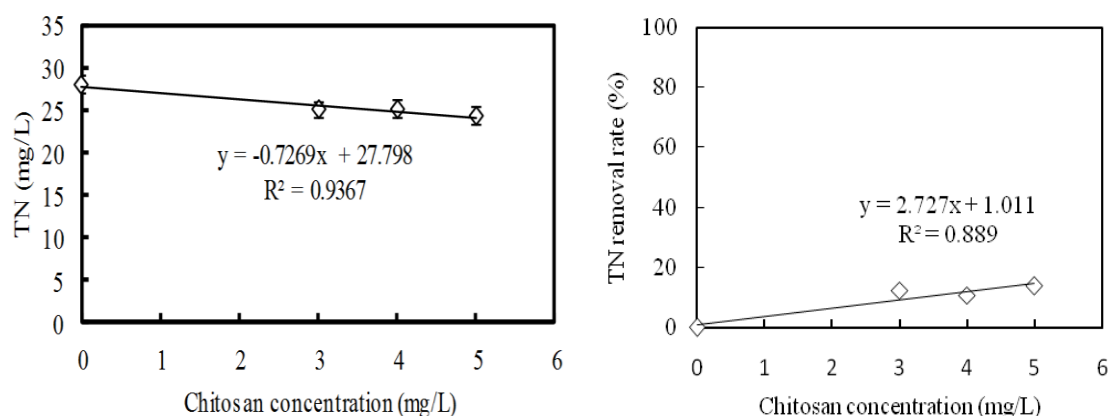 35
30
25
20
15
10
5
0
TN (mg/L)
y = -0.7269x + 27.798
R² = 0.9367
0 1 2 3 4 5 6
Chitosan concentration (mg/L)
100
80
60
40
20
0
TN removal rate (%)
y = 2.727x + 1.011
R² = 0.889
0 1 2 3 4 5 6
Chitosan concentration (mg/L)